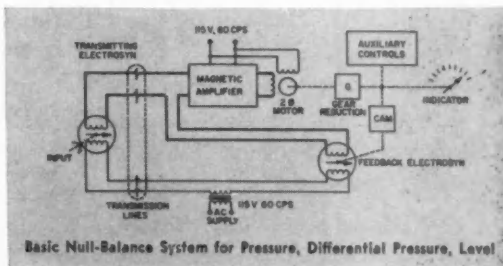 115 V, 60 CPS
TRANSMITTING
ELECTROSYN
MAGNETIC
AMPLIFIER
2 Ø
MOTOR
G
GEAR
REDUCTION
AUXILIARY
CONTROLS
INDICATOR
CAM
INPUT
FEEDBACK ELECTROSYN
TRANSMISSION
LINES
115 V 60 CPS
AC
SUPPLY
Basic Null-Balance System for Pressure, Differential Pressure, Level